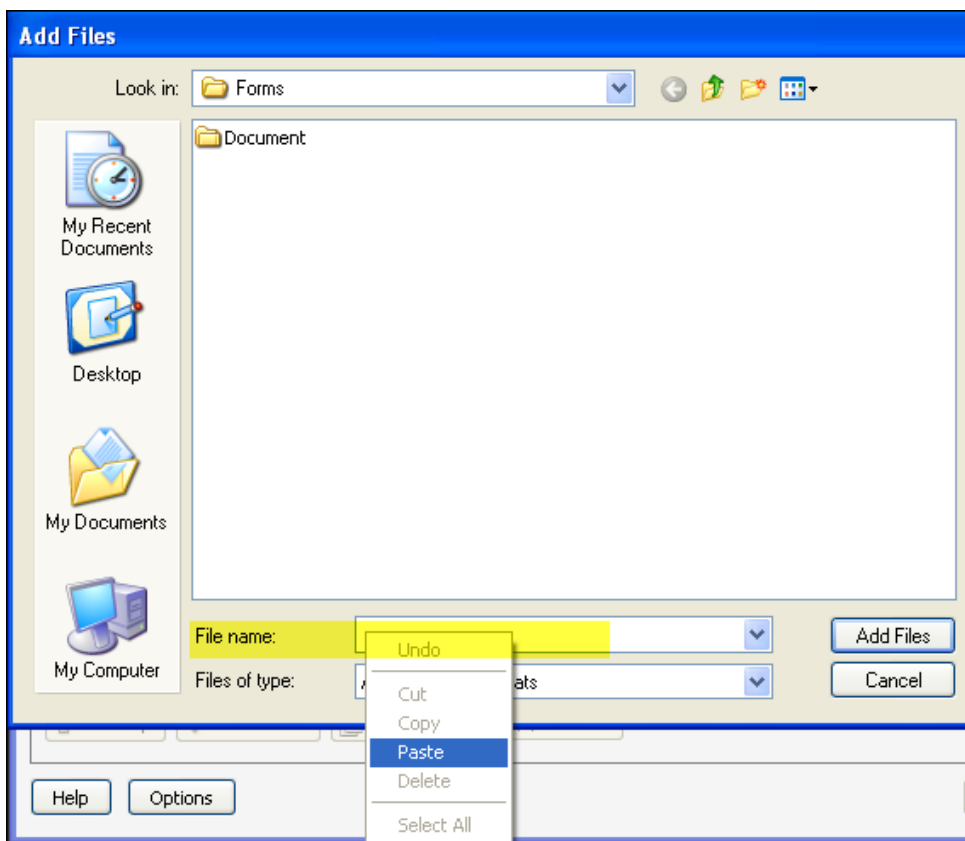 Add Files
Look in: Forms
Document
My Recent
Documents
Desktop
My Documents
My Computer
File name:
Add Files
Files of type: ats
Cancel
Undo
Cut
Copy
Paste
Delete
Select All
Help
Options